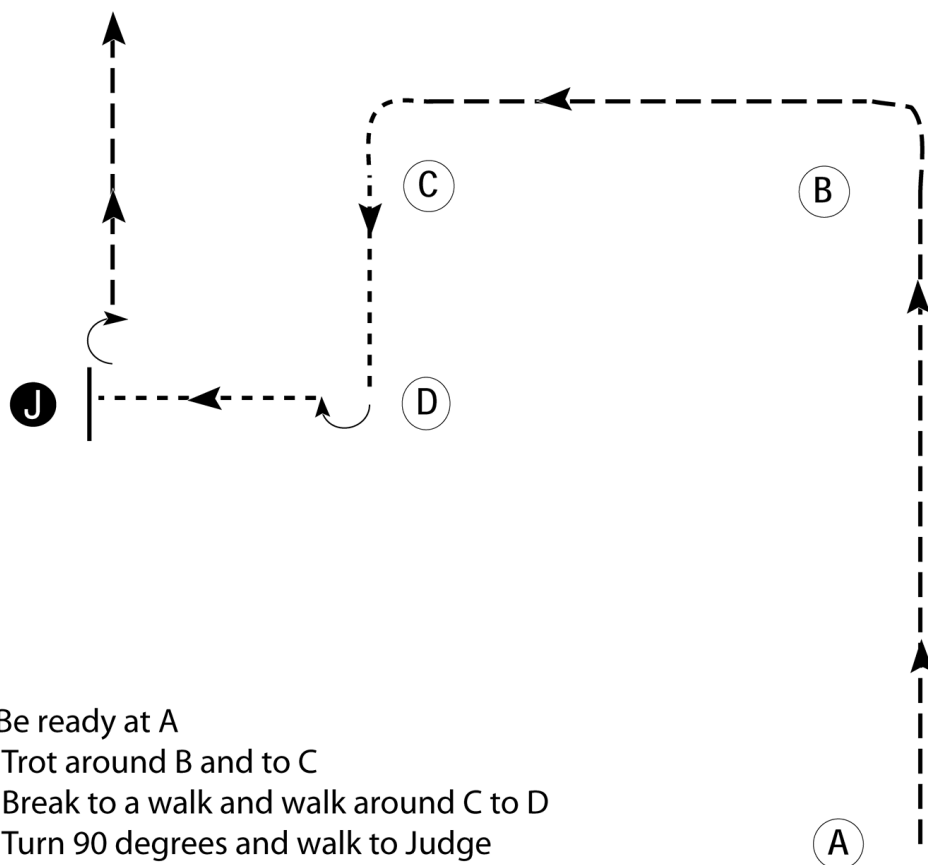 C
B
J
D
Be ready at A
Trot around B and to C
Break to a walk and walk around C to D
Turn 90 degrees and walk to Judge
A